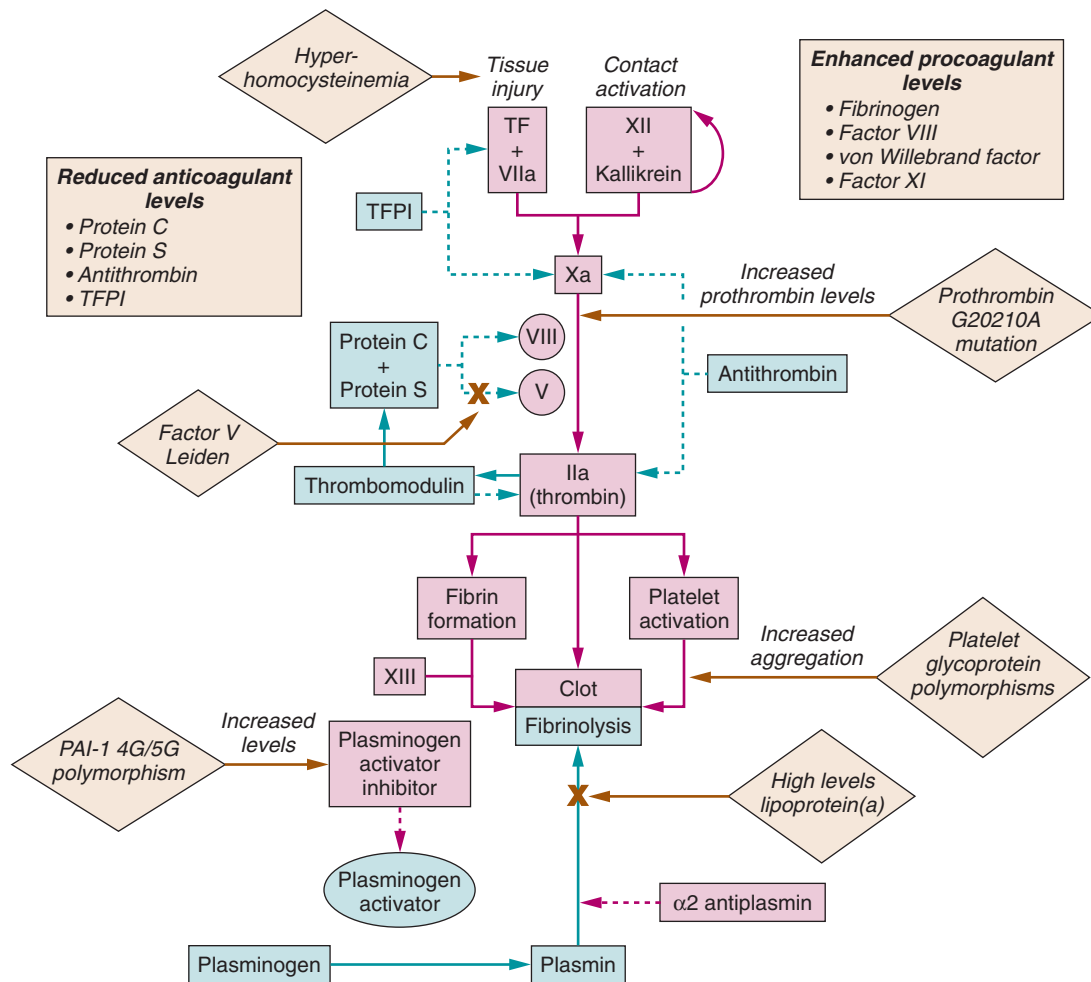 Hyper-
homocysteinemia
Tissue
injury
Contact
activation
Enhanced procoagulant
levels
• Fibrinogen
• Factor VIII
• von Willebrand factor
• Factor XI
TF
+
VIIa
XII
+
Kallikrein
Reduced anticoagulant
levels
• Protein C
• Protein S
• Antithrombin
• TFPI
TFPI
Xa
Increased
prothrombin levels
Prothrombin
G20210A
mutation
Protein C
+
Protein S
VIII
V
X
Antithrombin
Factor V
Leiden
Thrombomodulin
IIa
(thrombin)
Fibrin
formation
Platelet
activation
Increased
aggregation
Platelet
glycoprotein
polymorphisms
XIII
Clot
Fibrinolysis
PAI-1 4G/5G
polymorphism
Increased
levels
Plasminogen
activator
inhibitor
X
High levels
lipoprotein(a)
Plasminogen
activator
α2 antiplasmin
Plasminogen
Plasmin